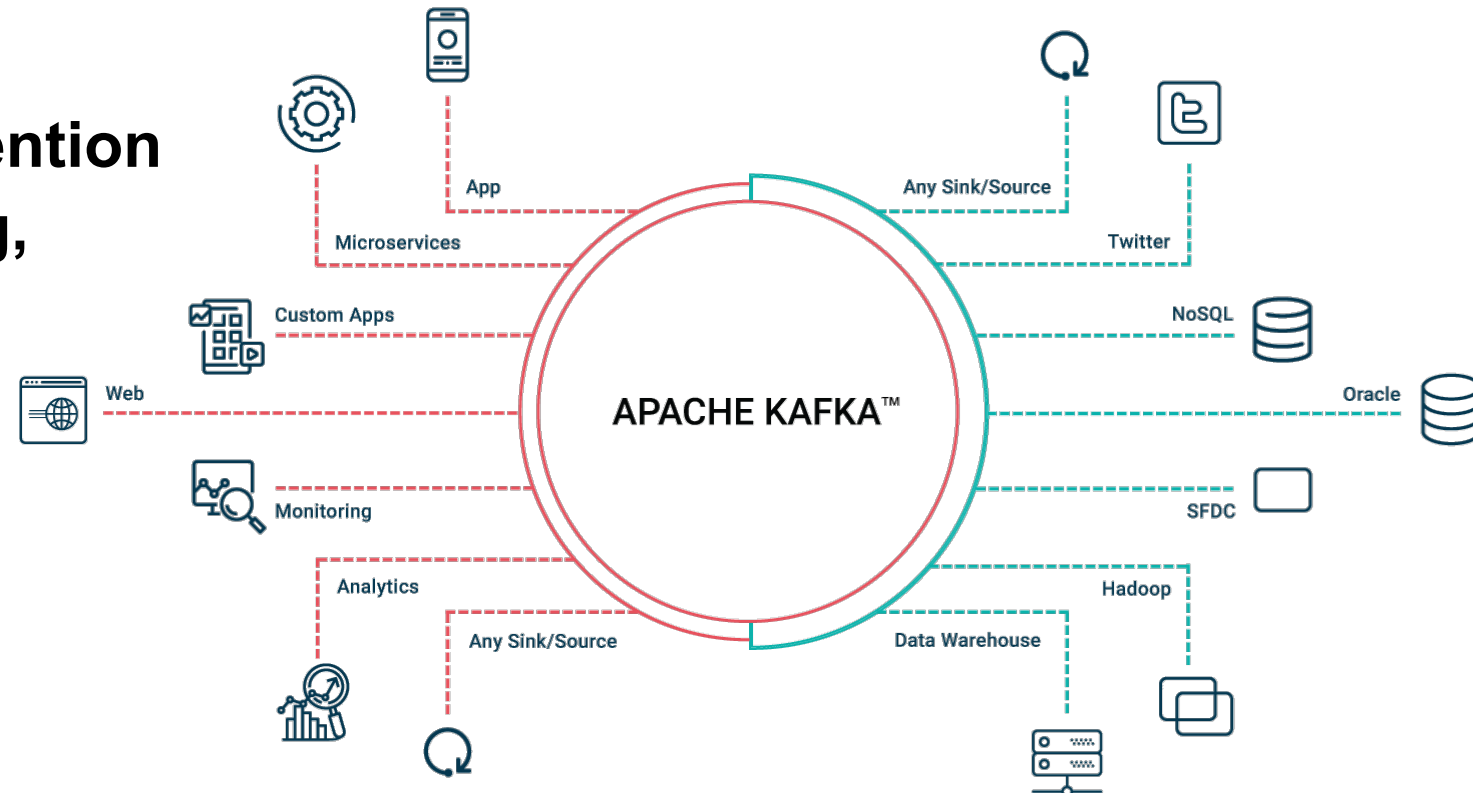 ention
g,
App
Microservices
Custom Apps
Web
Monitoring
Analytics
Any Sink/Source
APACHE KAFKA™
Any Sink/Source
Twitter
NoSQL
Oracle
SFDC
Hadoop
Data Warehouse